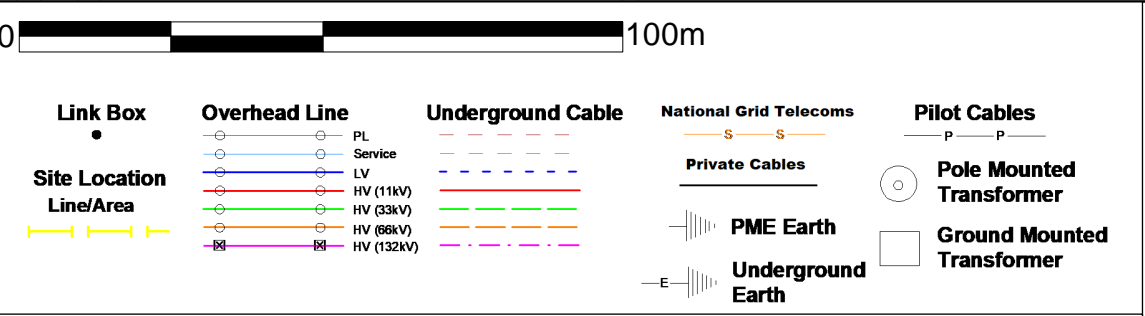 0 100m
Link Box
Site Location
Line/Area
Overhead Line
PL
Service
LV
HV (11kV)
HV (33kV)
HV (66kV)
HV (132kV)
Underground Cable
National Grid Telecoms
S S
Private Cables
PME Earth
E
Underground
Earth
Pilot Cables
P P
Pole Mounted
Transformer
Ground Mounted
Transformer